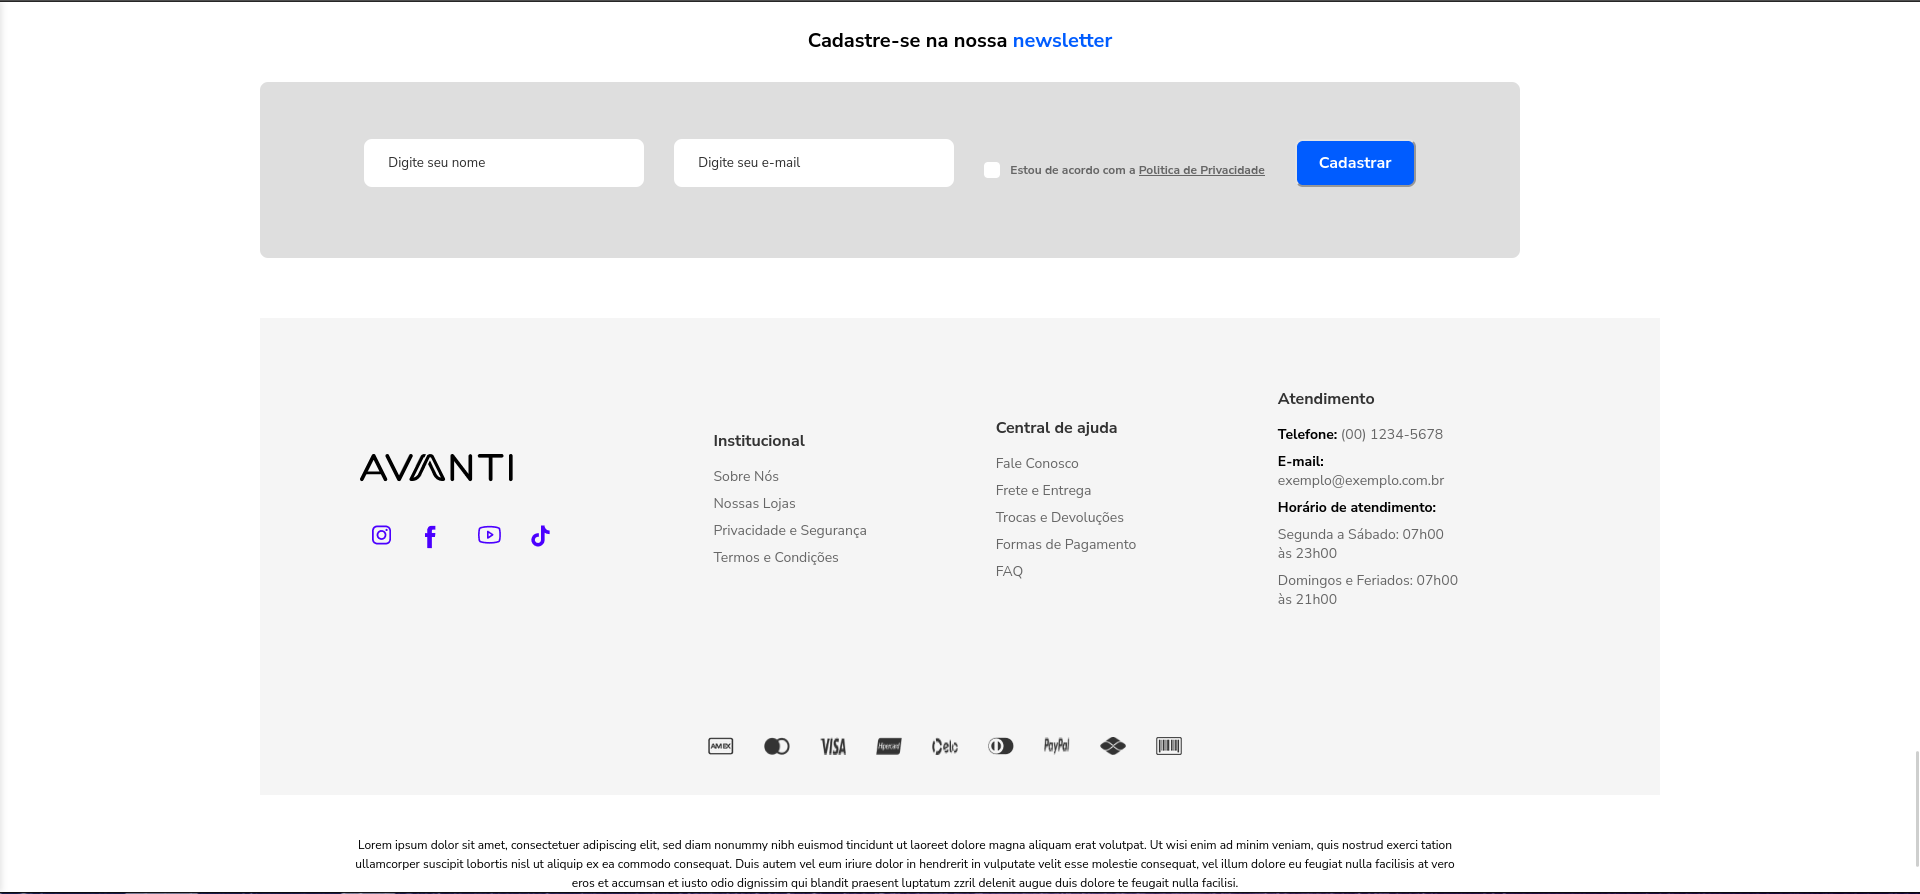 Cadastre-se na nossa newsletter
Digite seu nome
Digite seu e-mail
Estou de acordo com a Politica de Privacidade
Cadastrar
AVANTI
Institucional
Sobre Nós
Nossas Lojas
Privacidade e Segurança
Termos e Condições
Central de ajuda
Fale Conosco
Frete e Entrega
Trocas e Devoluções
Formas de Pagamento
FAQ
Atendimento
Telefone: (00) 1234-5678
E-mail:
exemplo@exemplo.com.br
Horário de atendimento:
Segunda a Sábado: 07h00
às 23h00
Domingos e Feriados: 07h00
às 21h00
AMEX
VISA
Hipercard
elo
PayPal
Lorem ipsum dolor sit amet, consectetuer adipiscing elit, sed diam nonummy nibh euismod tincidunt ut laoreet dolore magna aliquam erat volutpat. Ut wisi enim ad minim veniam, quis nostrud exerci tation
ullamcorper suscipit lobortis nisl ut aliquip ex ea commodo consequat. Duis autem vel eum iriure dolor in hendrerit in vulputate velit esse molestie consequat, vel illum dolore eu feugiat nulla facilisis at vero
eros et accumsan et iusto odio dignissim qui blandit praesent luptatum zzril delenit augue duis dolore te feugait nulla facilisi.